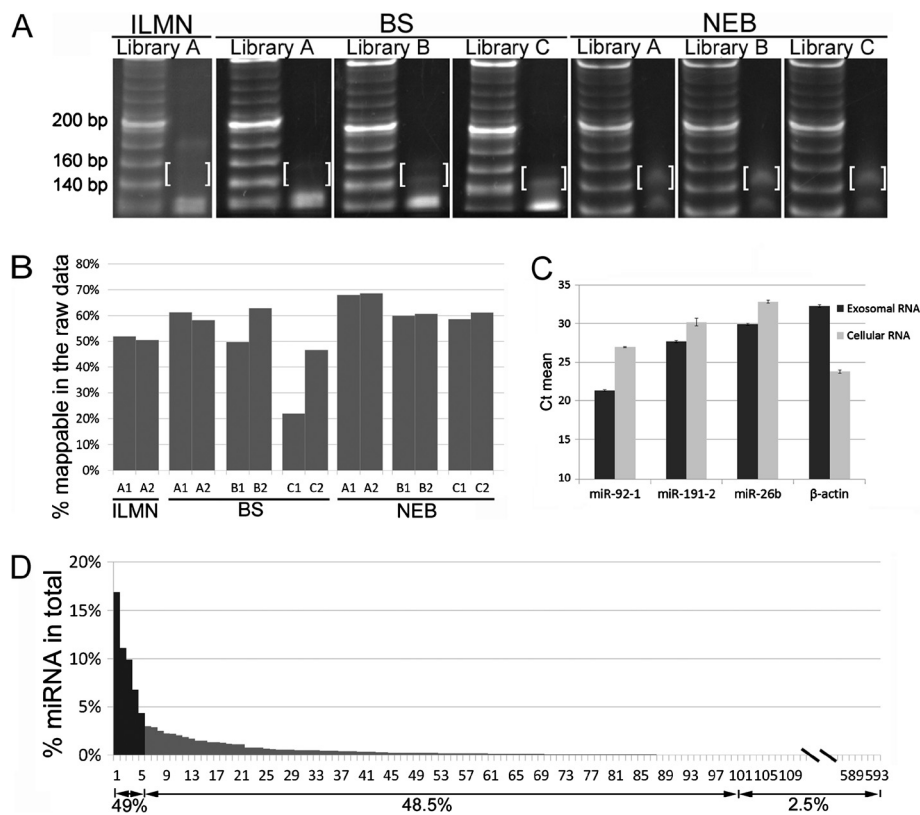 A
ILMN BS NEB
Library A Library A Library B Library C Library A Library B Library C
200 bp
160 bp
140 bp
[ ] [ ] [ ] [ ] [ ] [ ] [ ]
B
% mappable in the raw data
80%
70%
60%
50%
40%
30%
20%
10%
0%
A1 A2 A1 A2 B1 B2 C1 C2 A1 A2 B1 B2 C1 C2
ILMN BS NEB
C
Ct mean
35
30
25
20
15
10
Exosomal RNA
Cellular RNA
miR-92-1 miR-191-2 miR-26b β-actin
D
% miRNA in total
20%
15%
10%
5%
0%
1 5 9 13 17 21 25 29 33 37 41 45 49 53 57 61 65 69 73 77 81 85 89 93 97 101 105 109 589 593
49% 48.5% 2.5%